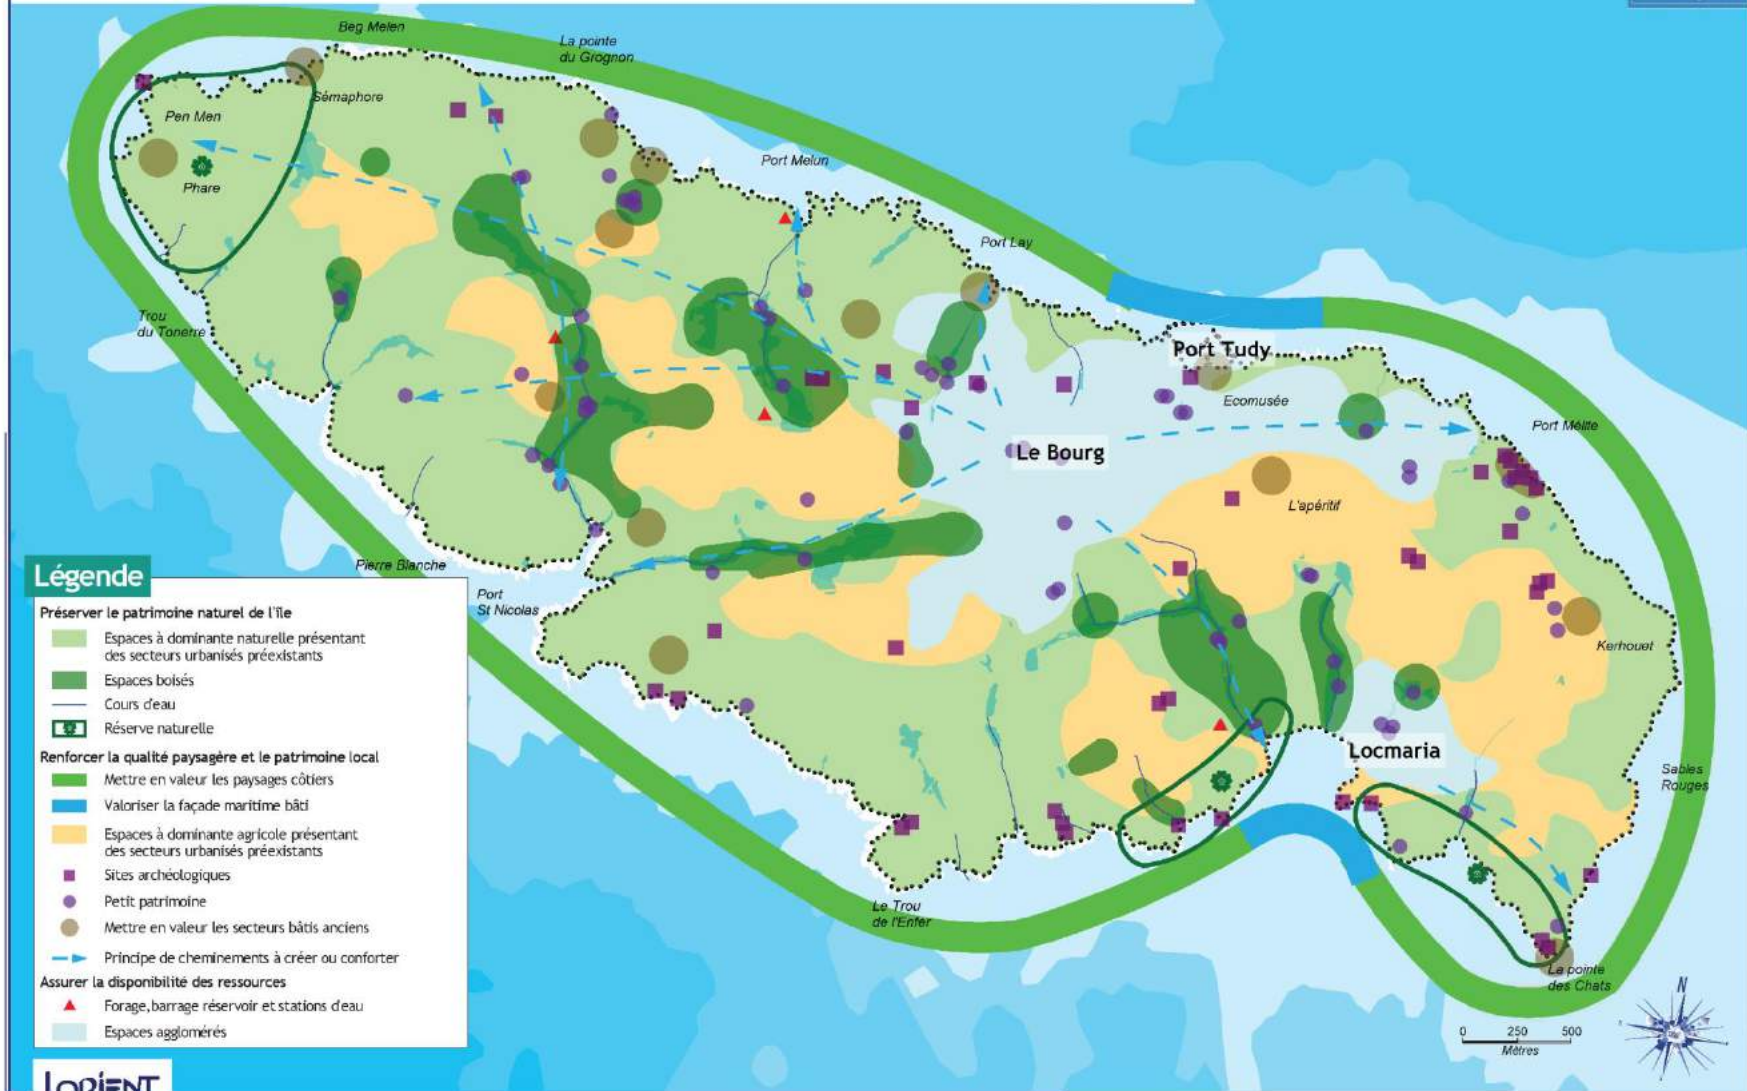 Beg Melen
La pointe
du Grognon
Sémaphore
Pen Men
Phare
Port Melun
Port Lay
Trou
du Tonerre
Port Tudy
Ecomusée
Port Mélite
Le Bourg
L'apéritif
Pierre Blanche
Port
St Nicolas
Kerhouet
Locmaria
Sables
Rouges
Le Trou
de l'Enfer
La pointe
des Chats
N
0 250 500
Mètres
Légende
Préserver le patrimoine naturel de l'île
Espaces à dominante naturelle présentant
des secteurs urbanisés préexistants
Espaces boisés
Cours d'eau
Réserve naturelle
Renforcer la qualité paysagère et le patrimoine local
Mettre en valeur les paysages côtiers
Valoriser la façade maritime bâti
Espaces à dominante agricole présentant
des secteurs urbanisés préexistants
Sites archéologiques
Petit patrimoine
Mettre en valeur les secteurs bâtis anciens
Principe de cheminements à créer ou conforter
Assurer la disponibilité des ressources
Forage,barrage réservoir et stations d'eau
Espaces agglomérés
LORIENT